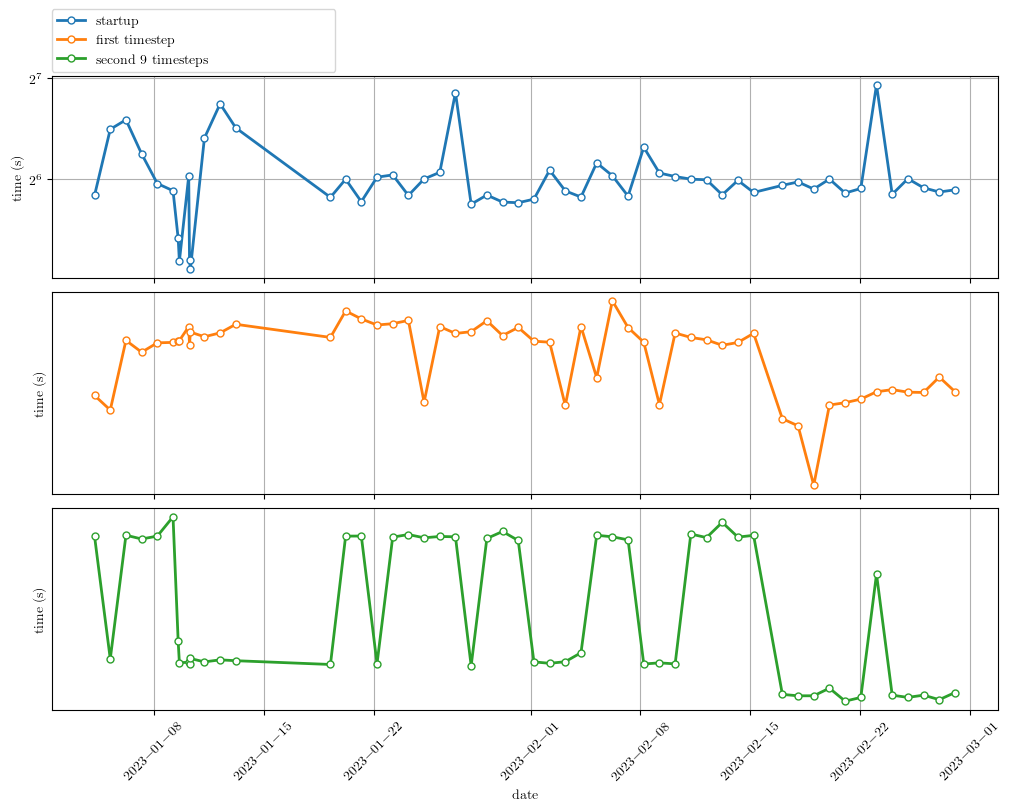 startup
first timestep
second 9 timesteps
2^7
2^6
time (s)
time (s)
time (s)
2023−01−08
2023−01−15
2023−01−22
2023−02−01
2023−02−08
2023−02−15
2023−02−22
2023−03−01
date